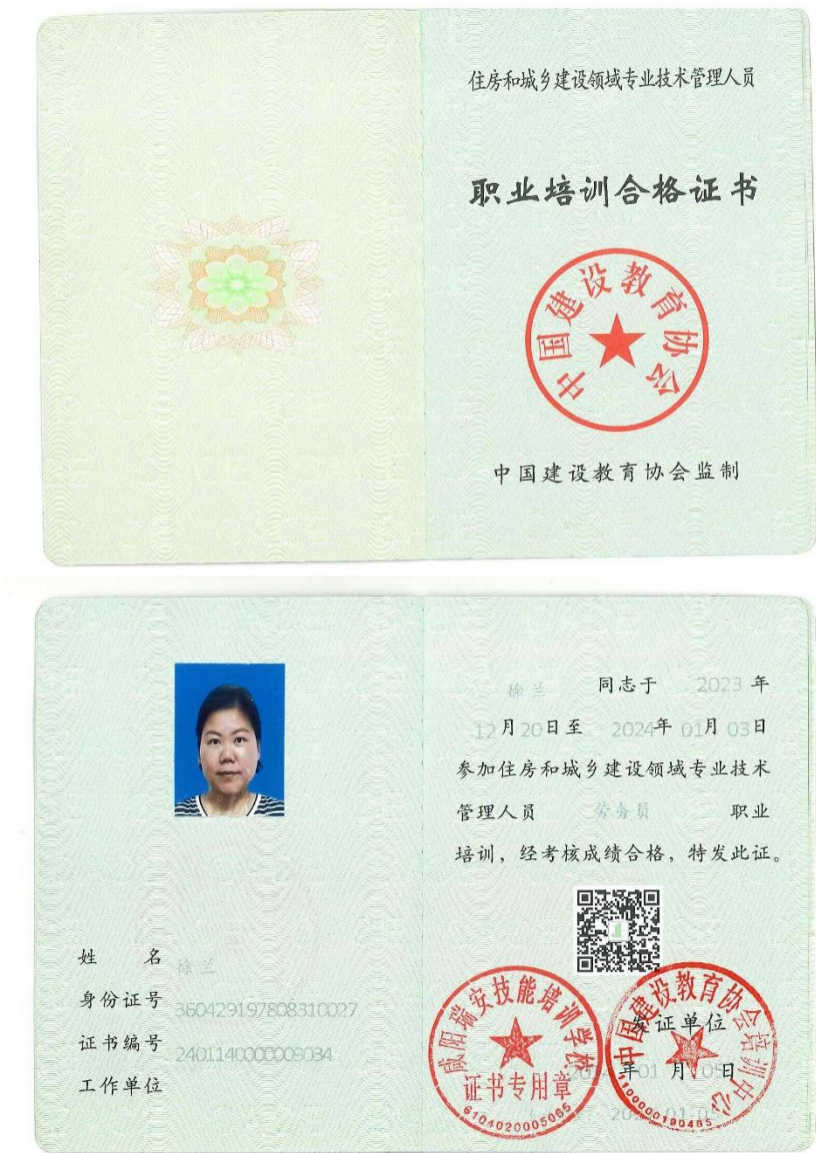 住房和城乡建设领域专业技术管理人员
职业培训合格证书
中国建设教育协会
中国建设教育协会监制
徐兰 同志于 2023 年
12 月 20 日至 2024 年 01 月 03 日
参加住房和城乡建设领域专业技术
管理人员 劳务员 职业
培训，经考核成绩合格，特发此证。
姓 名 徐兰
身份证号 360429197808310027
证书编号 2401140000009034
工作单位
咸阳瑞安技能培训学校
证书专用章
6104020005085
中国建设教育协会培训中心
1100000190485
发证单位
年 01 月 05 日